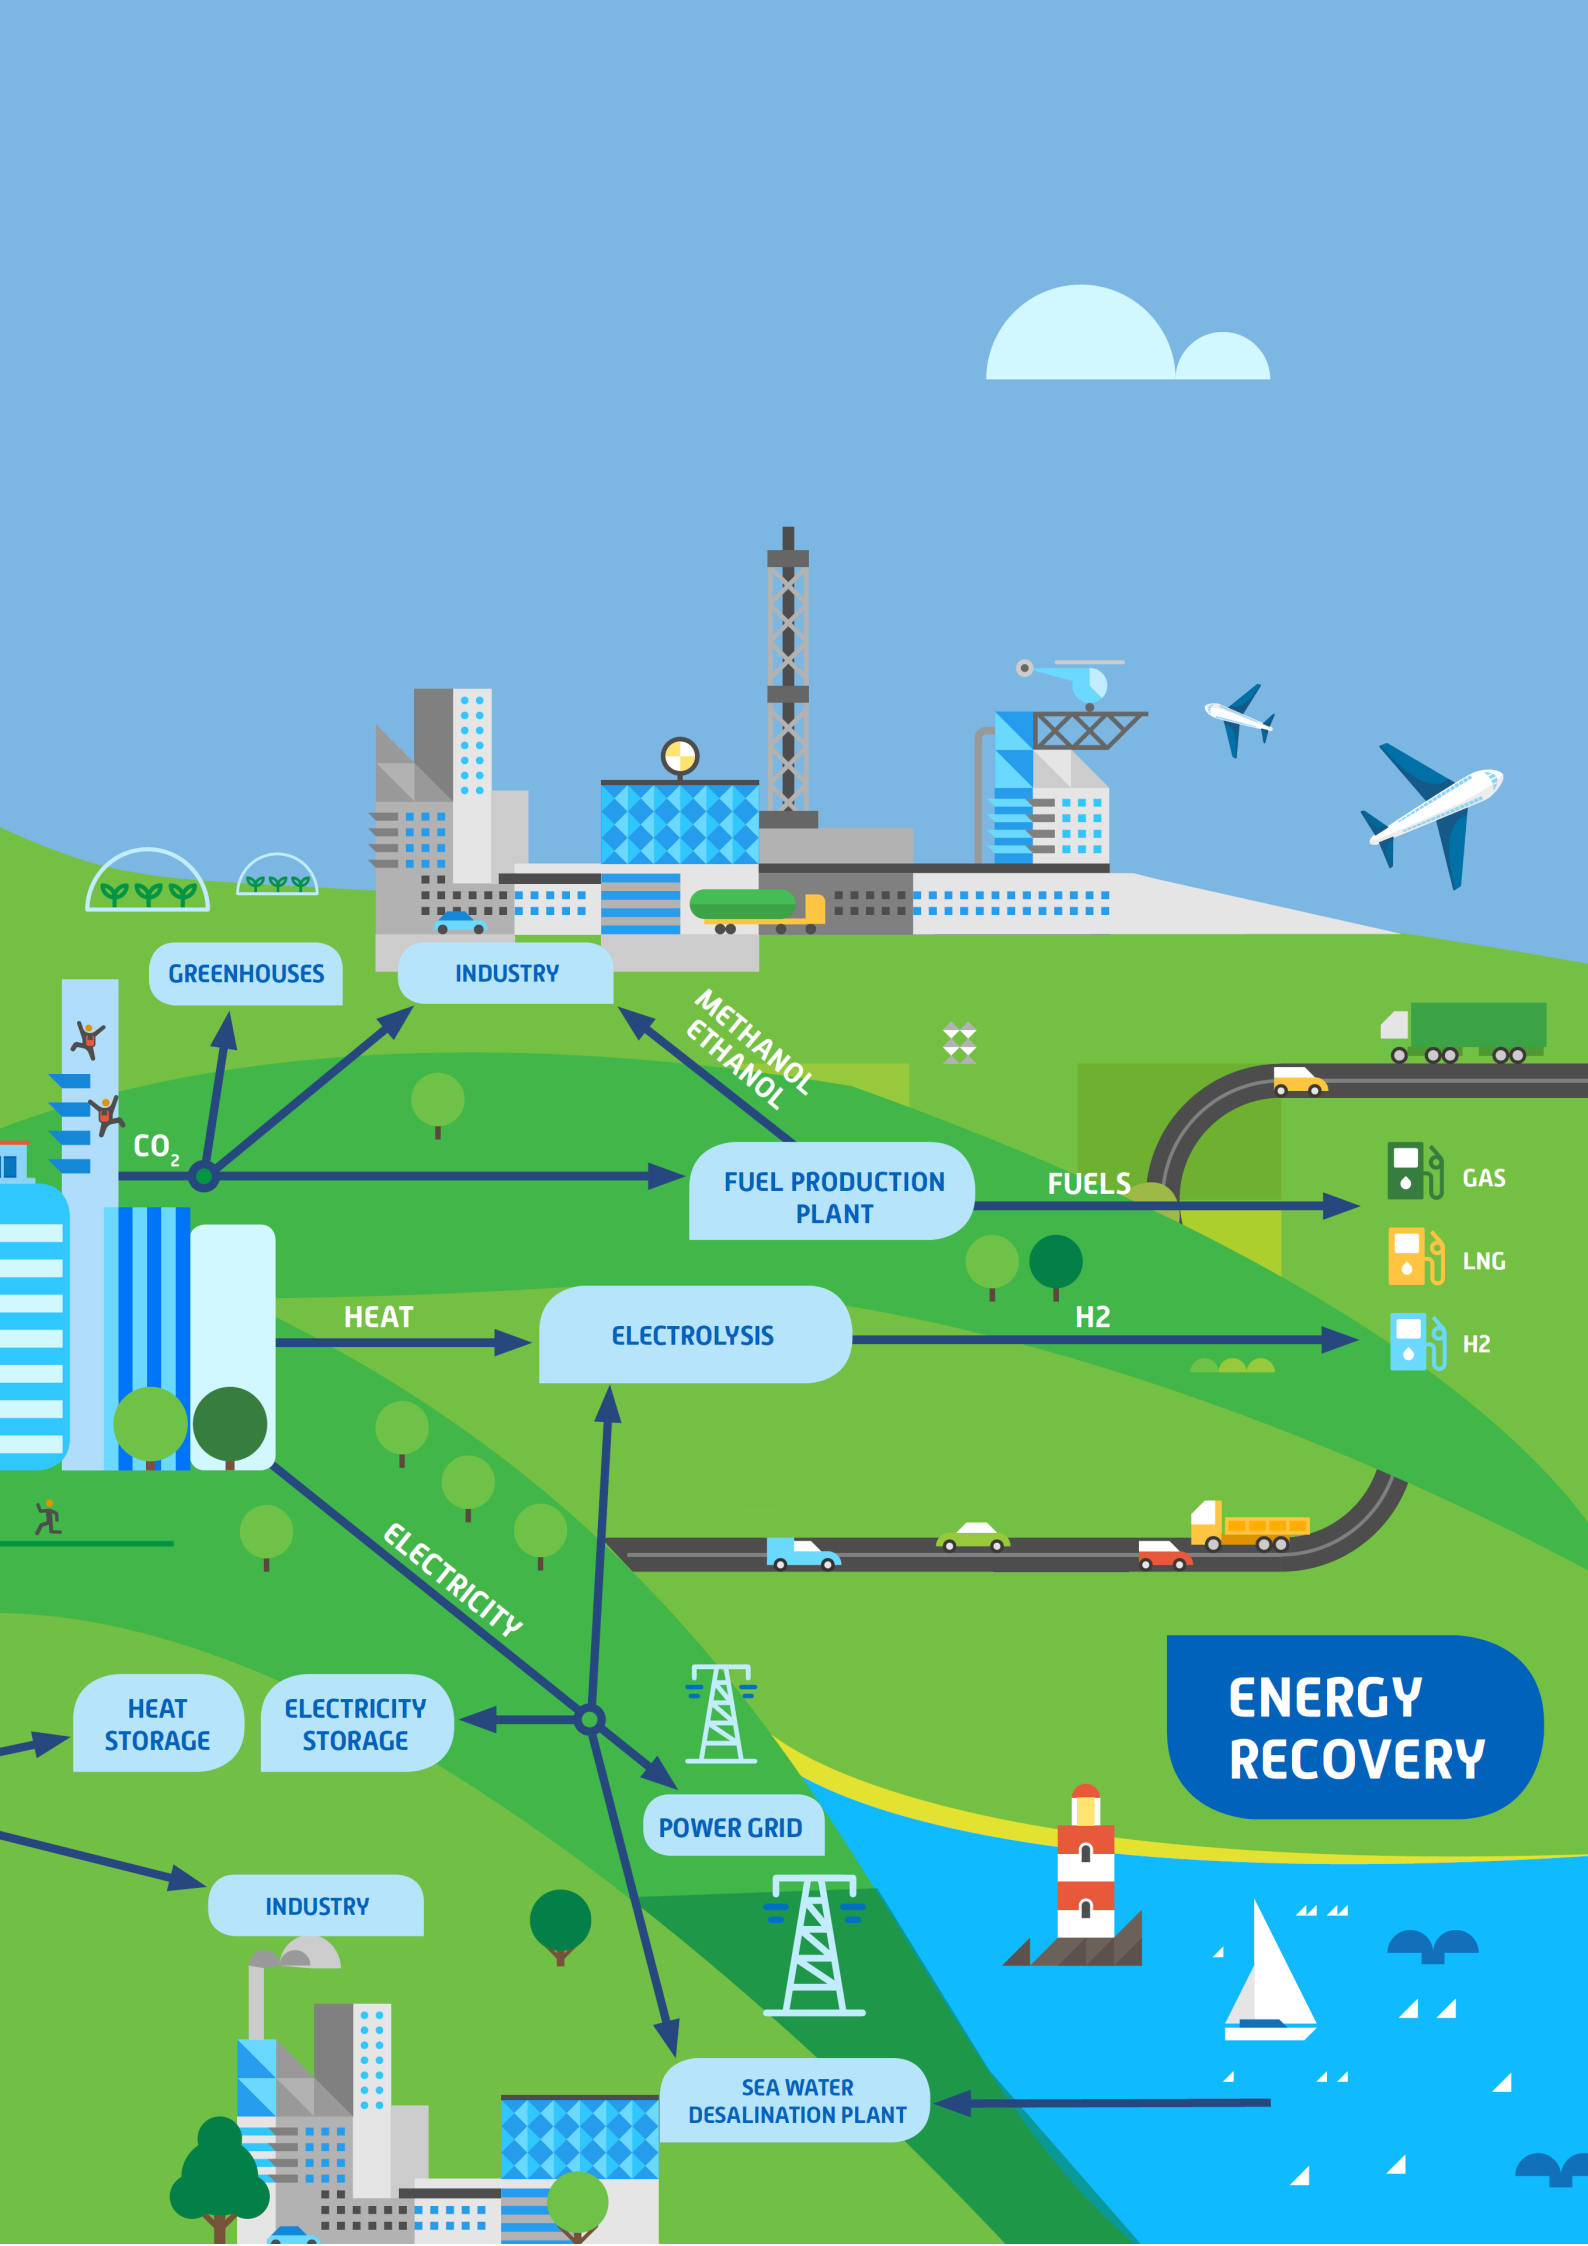 GREENHOUSES
INDUSTRY
METHANOL
ETHANOL
CO2
FUEL PRODUCTION
PLANT
FUELS
GAS
LNG
HEAT
ELECTROLYSIS
H2
H2
ELECTRICITY
HEAT
STORAGE
ELECTRICITY
STORAGE
ENERGY
RECOVERY
POWER GRID
INDUSTRY
SEA WATER
DESALINATION PLANT